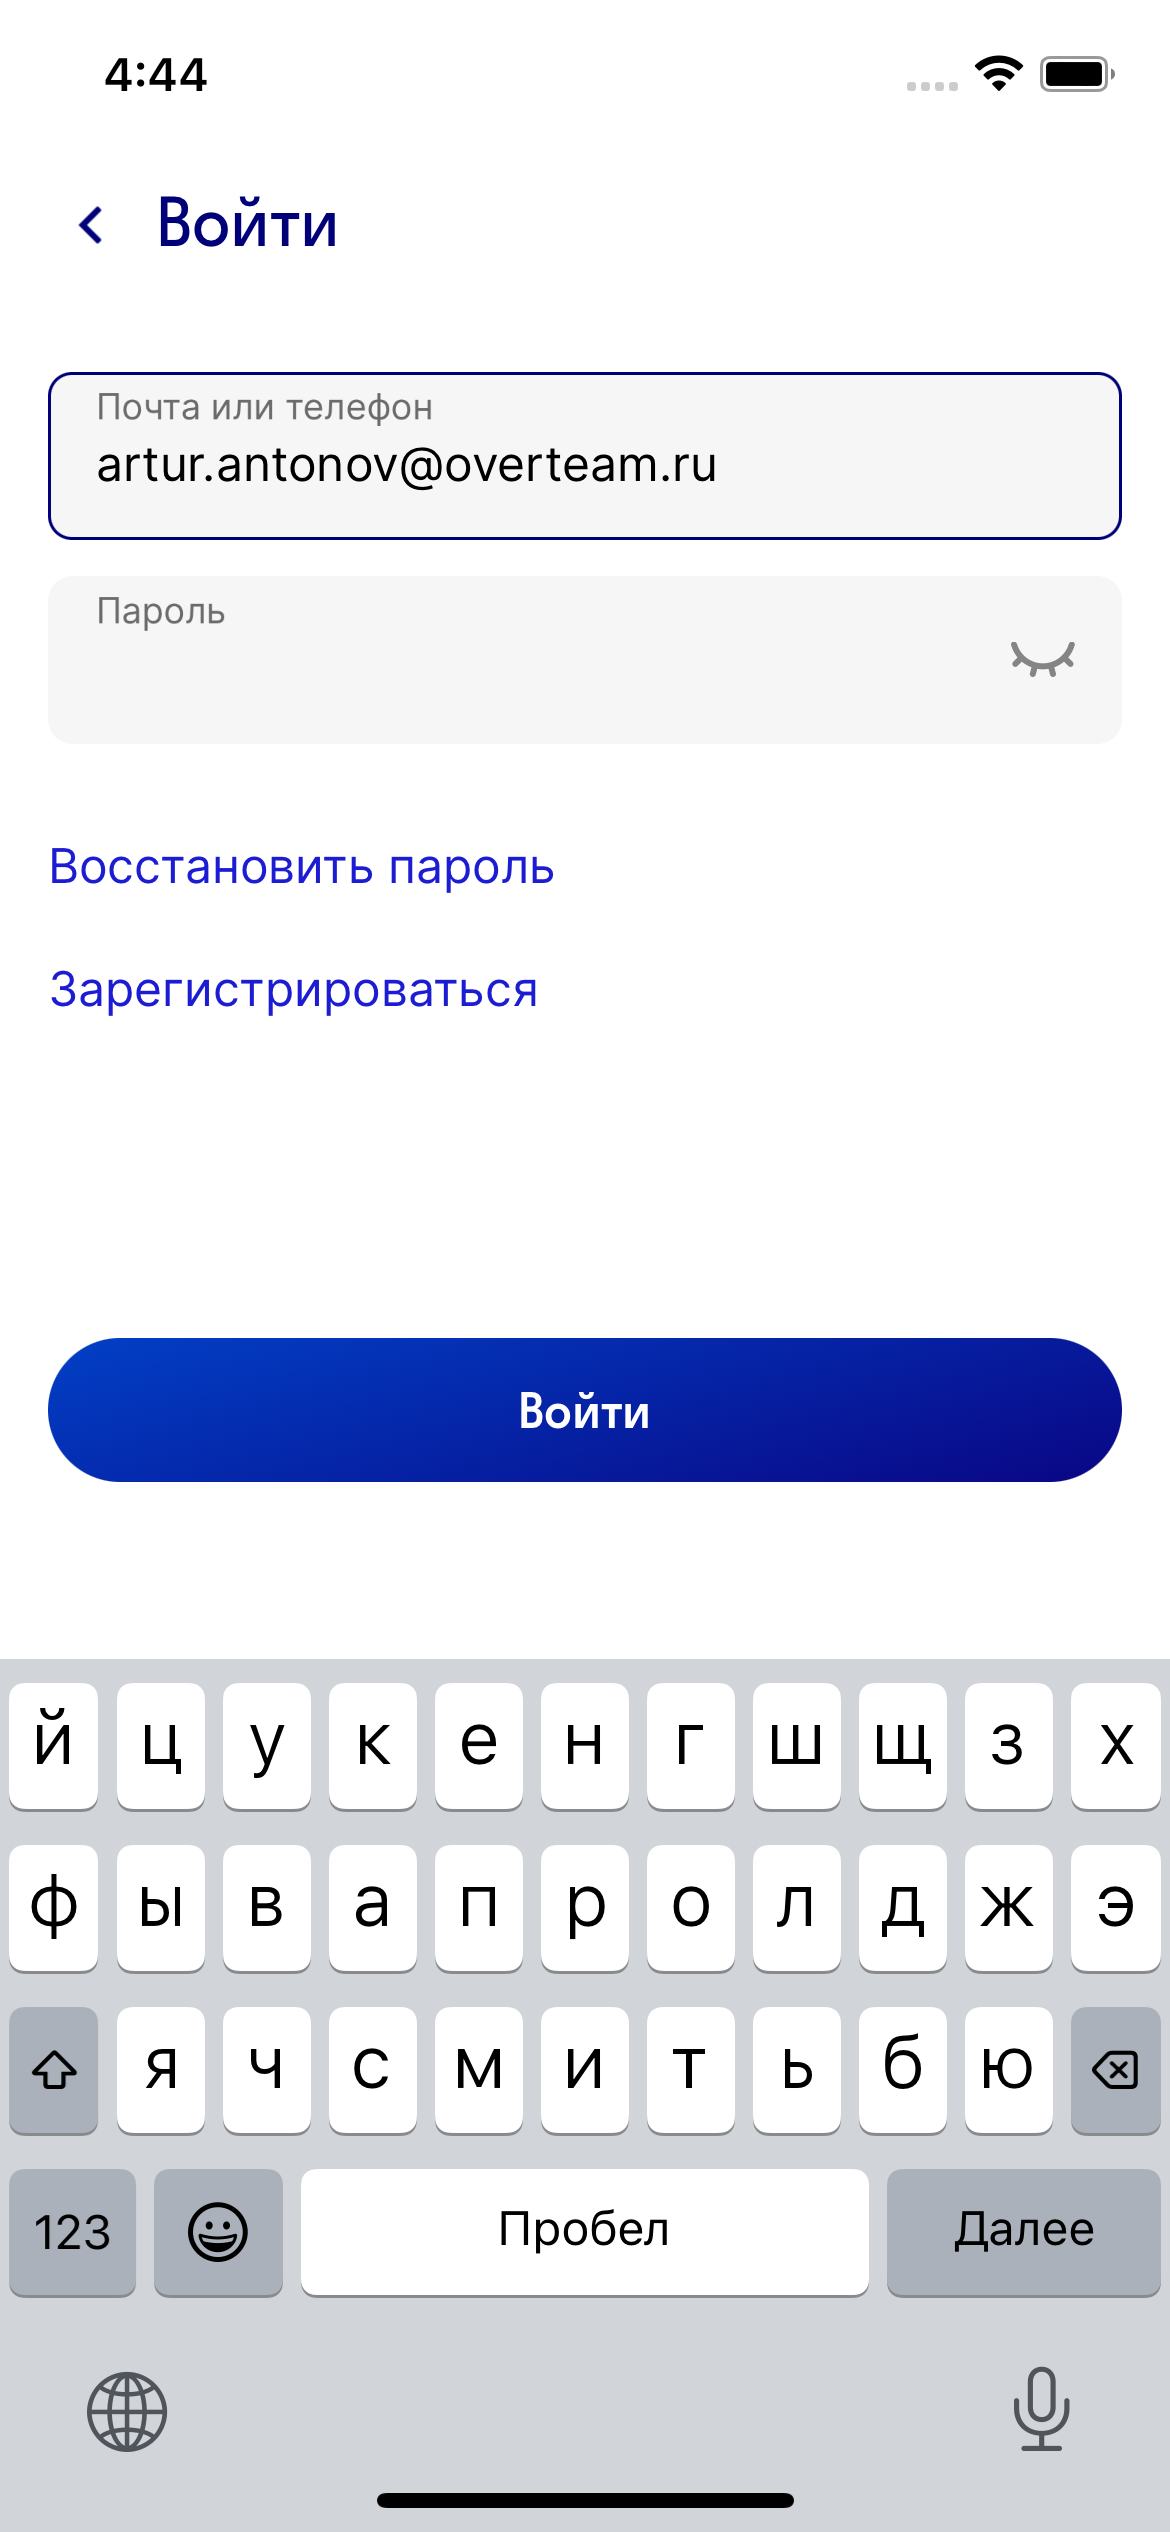 4:44
Войти
Почта или телефон
artur.antonov@overteam.ru
Пароль
Восстановить пароль
Зарегистрироваться
Войти
й ц у к е н г ш щ з х
ф ы в а п р о л д ж э
я ч с м и т ь б ю
123 Пробел Далее